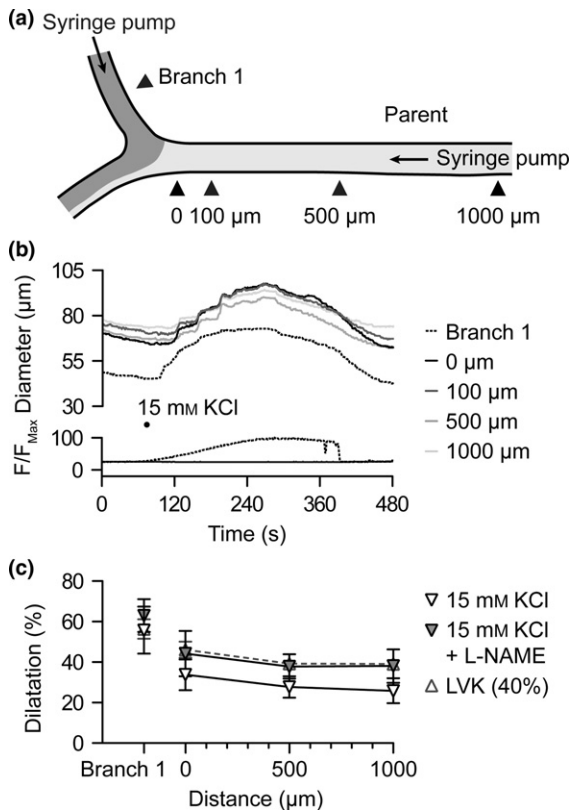 (a)
Syringe pump
Branch 1
Parent
Syringe pump
0 100 µm 500 µm 1000 µm
(b)
105
80
55
30
Diameter (µm)
15 mM KCl
100
0
F/FMax
0 120 240 360 480
Time (s)
Branch 1
0 µm
100 µm
500 µm
1000 µm
(c)
80
60
40
20
0
Dilatation (%)
Branch 1 0 500 1000
Distance (µm)
15 mM KCl
15 mM KCl
+ L-NAME
LVK (40%)